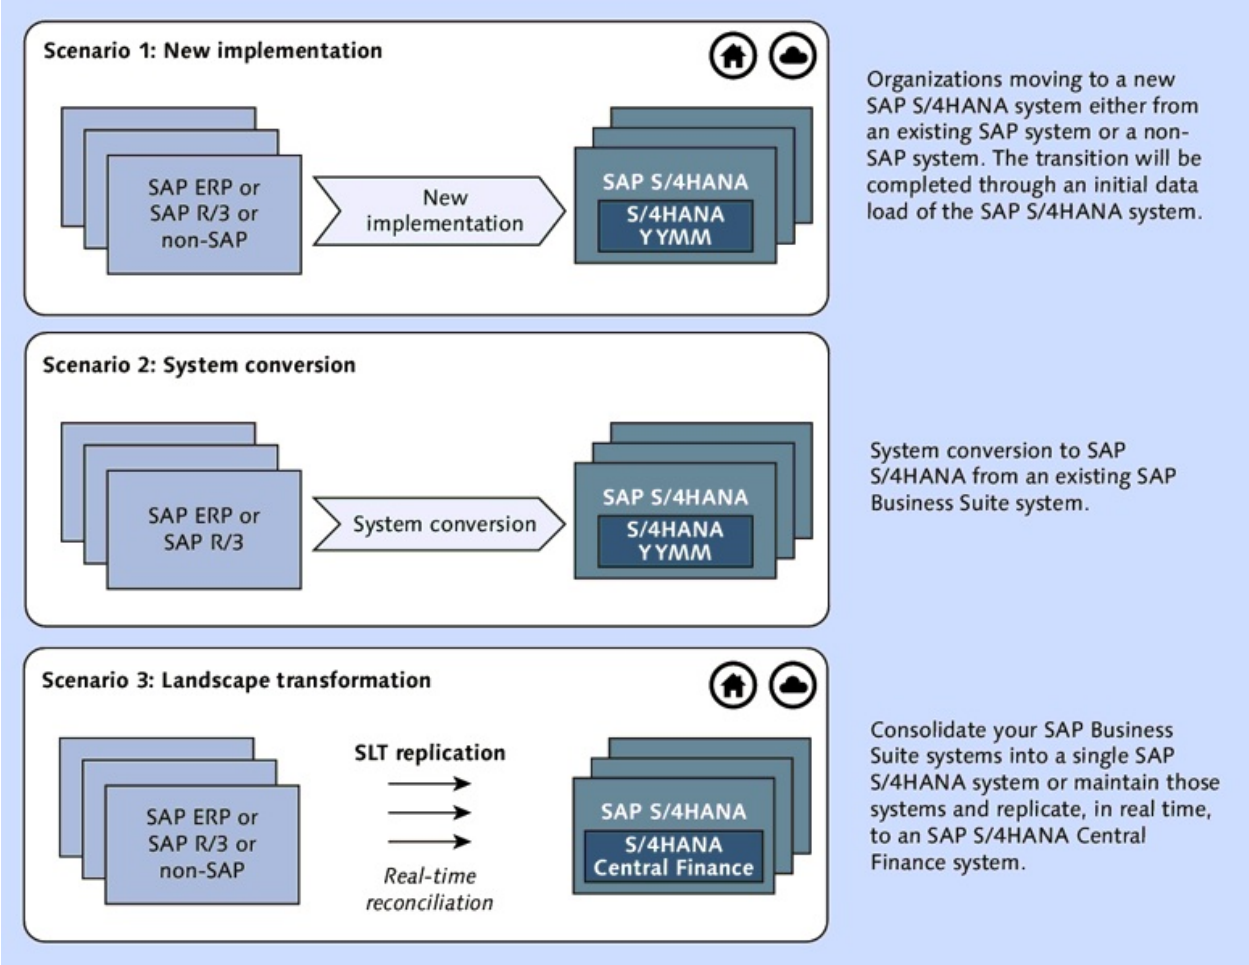 Scenario 1: New implementation
SAP ERP or
SAP R/3 or
non-SAP
New
implementation
SAP S/4HANA
S/4HANA
YYMM
Organizations moving to a new
SAP S/4HANA system either from
an existing SAP system or a non-
SAP system. The transition will be
completed through an initial data
load of the SAP S/4HANA system.
Scenario 2: System conversion
SAP ERP or
SAP R/3
System conversion
SAP S/4HANA
S/4HANA
YYMM
System conversion to SAP
S/4HANA from an existing SAP
Business Suite system.
Scenario 3: Landscape transformation
SAP ERP or
SAP R/3 or
non-SAP
SLT replication
Real-time
reconciliation
SAP S/4HANA
S/4HANA
Central Finance
Consolidate your SAP Business
Suite systems into a single SAP
S/4HANA system or maintain those
systems and replicate, in real time,
to an SAP S/4HANA Central
Finance system.